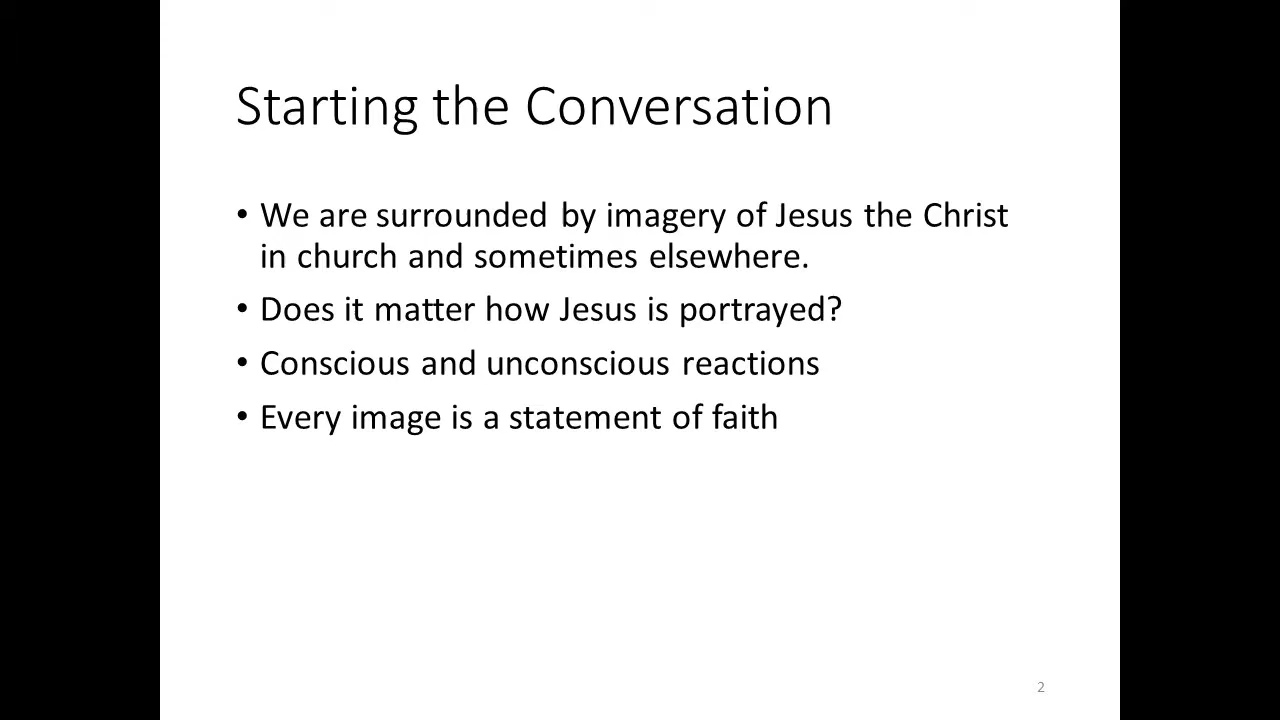 Starting the Conversation
• We are surrounded by imagery of Jesus the Christ
in church and sometimes elsewhere.
• Does it matter how Jesus is portrayed?
• Conscious and unconscious reactions
• Every image is a statement of faith
2